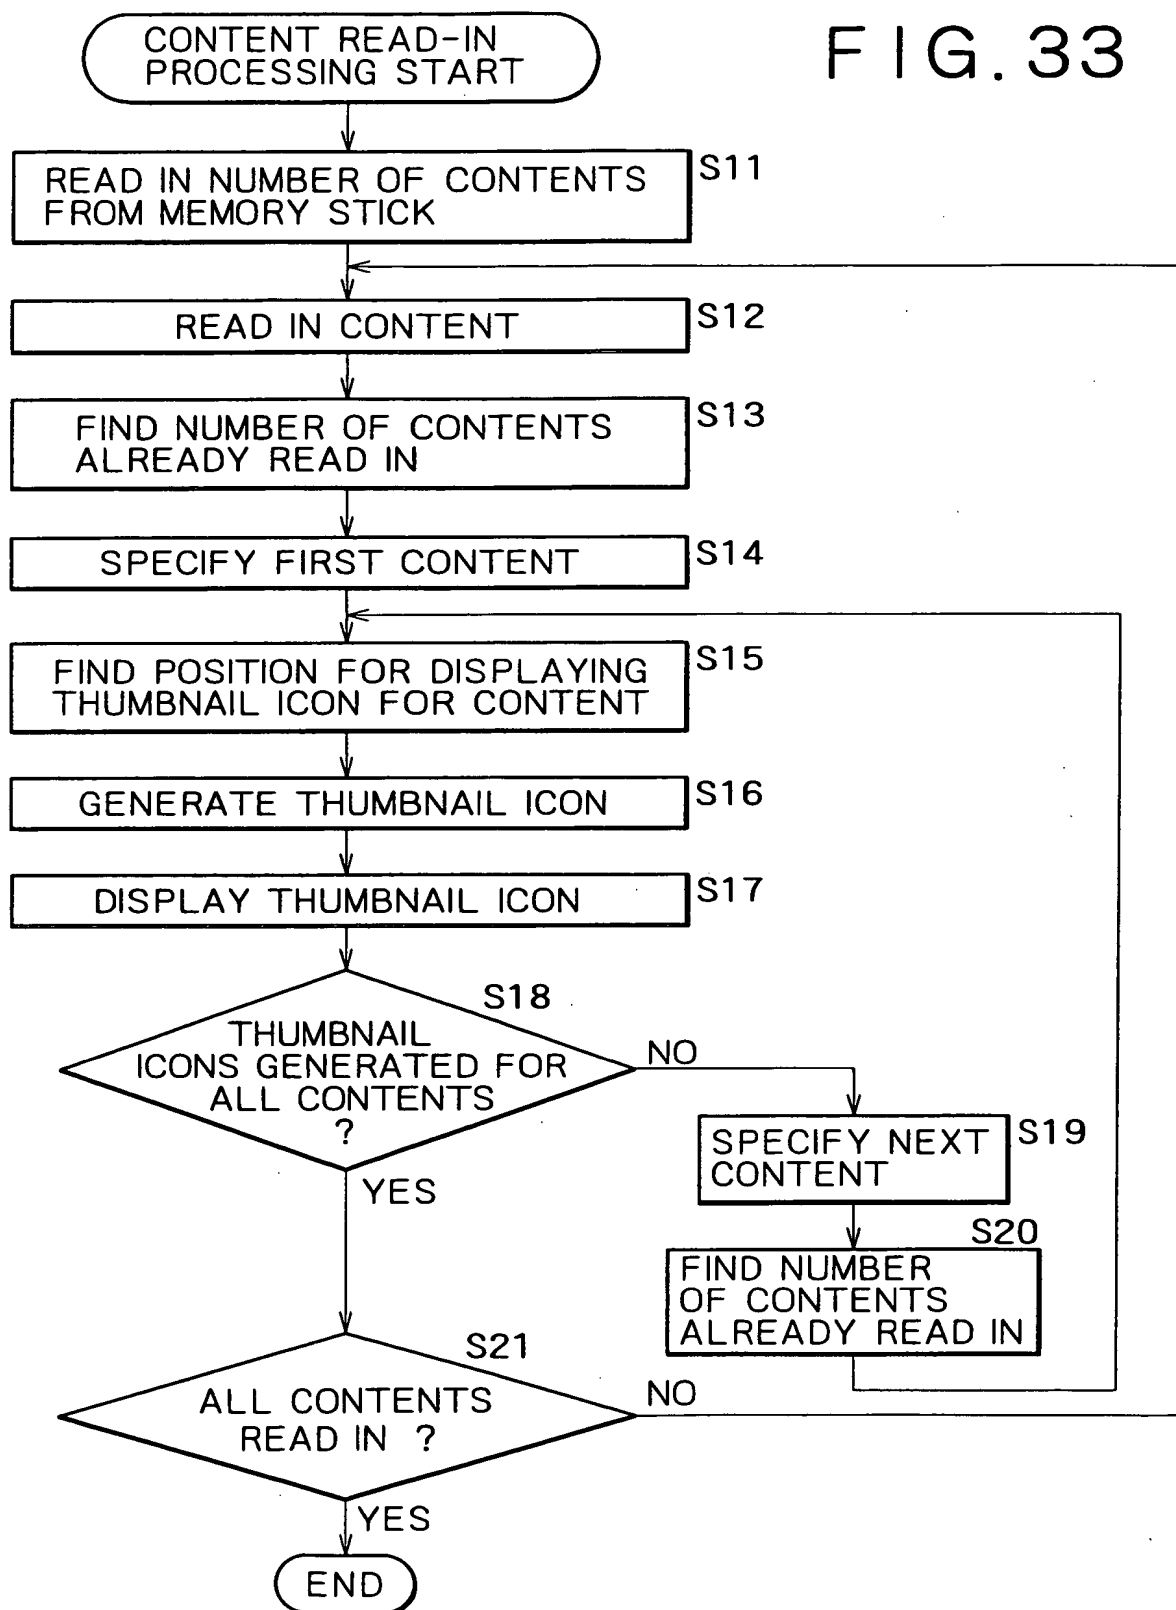 FIG.33
CONTENT READ-IN
PROCESSING START
S11
READ IN NUMBER OF CONTENTS
FROM MEMORY STICK
S12
READ IN CONTENT
S13
FIND NUMBER OF CONTENTS
ALREADY READ IN
S14
SPECIFY FIRST CONTENT
S15
FIND POSITION FOR DISPLAYING
THUMBNAIL ICON FOR CONTENT
S16
GENERATE THUMBNAIL ICON
S17
DISPLAY THUMBNAIL ICON
S18
THUMBNAIL
ICONS GENERATED FOR
ALL CONTENTS
?
NO
YES
S19
SPECIFY NEXT
CONTENT
S20
FIND NUMBER
OF CONTENTS
ALREADY READ IN
S21
ALL CONTENTS
READ IN ?
NO
YES
END